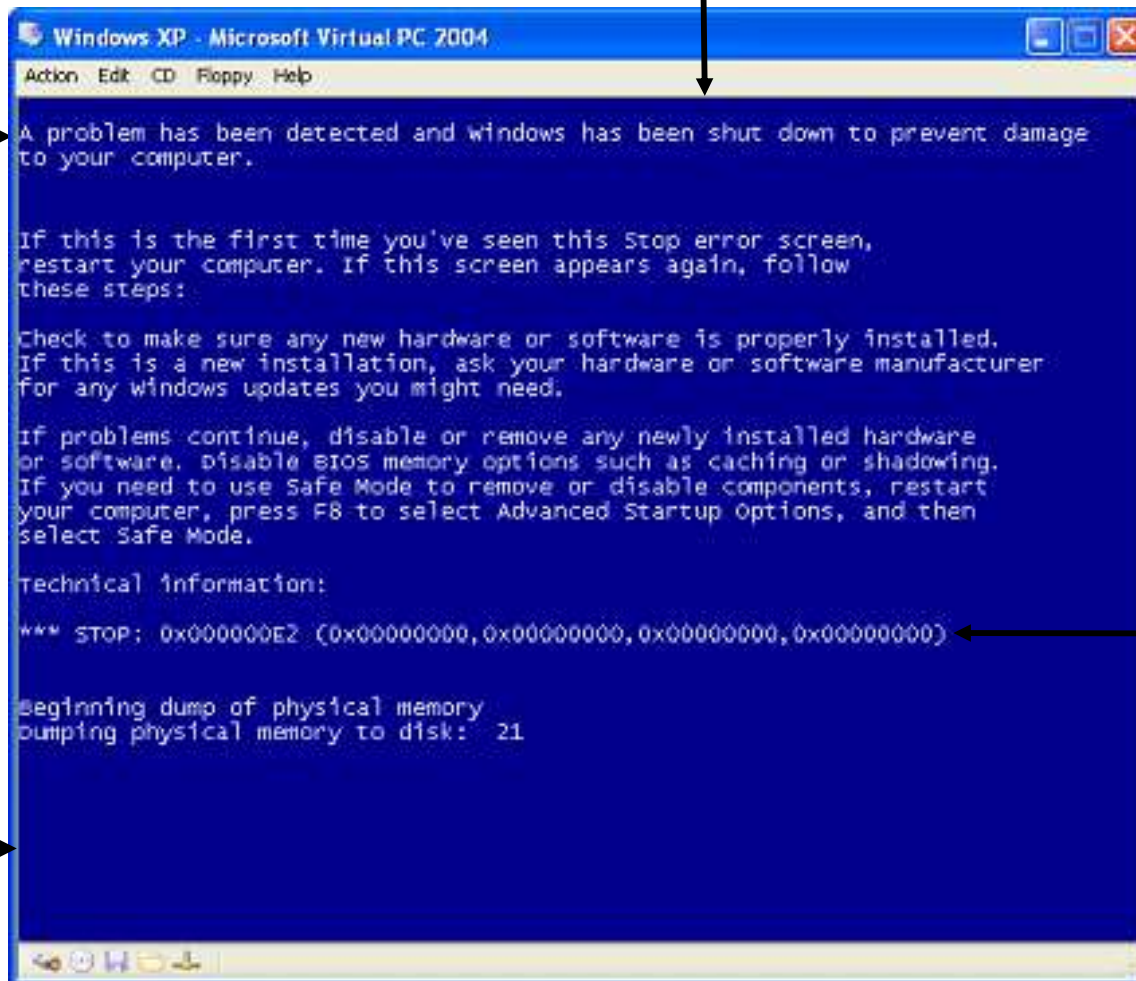 Windows XP - Microsoft Virtual PC 2004
Action Edit CD Floppy Help
A problem has been detected and windows has been shut down to prevent damage
to your computer.
If this is the first time you've seen this Stop error screen,
restart your computer. If this screen appears again, follow
these steps:
Check to make sure any new hardware or software is properly installed.
If this is a new installation, ask your hardware or software manufacturer
for any windows updates you might need.
If problems continue, disable or remove any newly installed hardware
or software. Disable BIOS memory options such as caching or shadowing.
If you need to use Safe Mode to remove or disable components, restart
your computer, press F8 to select Advanced Startup Options, and then
select Safe Mode.
Technical information:
*** STOP: 0x000000E2 (0x00000000,0x00000000,0x00000000,0x00000000)
Beginning dump of physical memory
Dumping physical memory to disk: 21